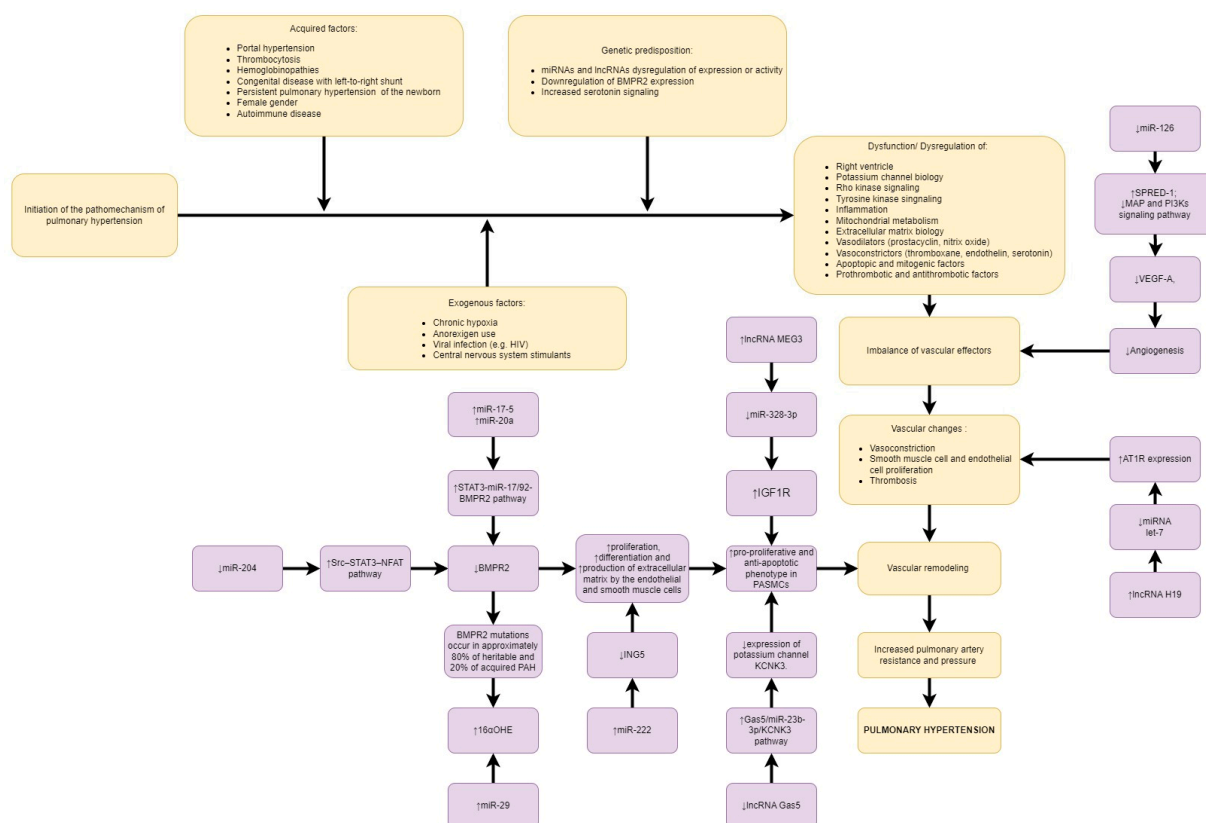 Acquired factors:
Portal hypertension
Thrombocytosis
Hemoglobinopathies
Congenital disease with left-to-right shunt
Persistent pulmonary hypertension of the newborn
Female gender
Autoimmune disease
Genetic predisposition:
miRNAs and lncRNAs dysregulation of expression or activity
Downregulation of BMPR2 expression
Increased serotonin signaling
Initiation of the pathomechanism of
pulmonary hypertension
Exogenous factors:
Chronic hypoxia
Anorexigen use
Viral infection (e.g. HIV)
Central nervous system stimulants
Dysfunction/ Dysregulation of:
Right ventricle
Potassium channel biology
Rho kinase signaling
Tyrosine kinase singnaling
Inflammation
Mitochondrial metabolism
Extracellular matrix biology
Vasodilators (prostacyclin, nitrix oxide)
Vasoconstrictors (thromboxane, endothelin, serotonin)
Apoptopic and mitogenic factors
Prothrombotic and antithrombotic factors
↓miR-126
↑SPRED-1;
↓MAP and PI3Ks
signaling pathway
↓VEGF-A,
↓Angiogenesis
Imbalance of vascular effectors
↑lncRNA MEG3
↓miR-328-3p
↑IGF1R
↑miR-17-5
↑miR-20a
↑STAT3-miR-17/92-
BMPR2 pathway
Vascular changes :
Vasoconstriction
Smooth muscle cell and endothelial
cell proliferation
Thrombosis
↑AT1R expression
↓miRNA
let-7
↑lncRNA H19
↓miR-204
↑Src–STAT3–NFAT
pathway
↓BMPR2
↑proliferation,
↑differentiation and
↑production of extracellular
matrix by the endothelial
and smooth muscle cells
↑pro-proliferative and
anti-apoptotic
phenotype in
PASMCs
Vascular remodeling
BMPR2 mutations
occur in approximately
80% of heritable and
20% of acquired PAH
↓ING5
↓expression of
potassium channel
KCNK3.
Increased pulmonary artery
resistance and pressure
↑16αOHE
↑miR-222
↑Gas5/miR-23b-
3p/KCNK3
pathway
PULMONARY HYPERTENSION
↑miR-29
↓lncRNA Gas5